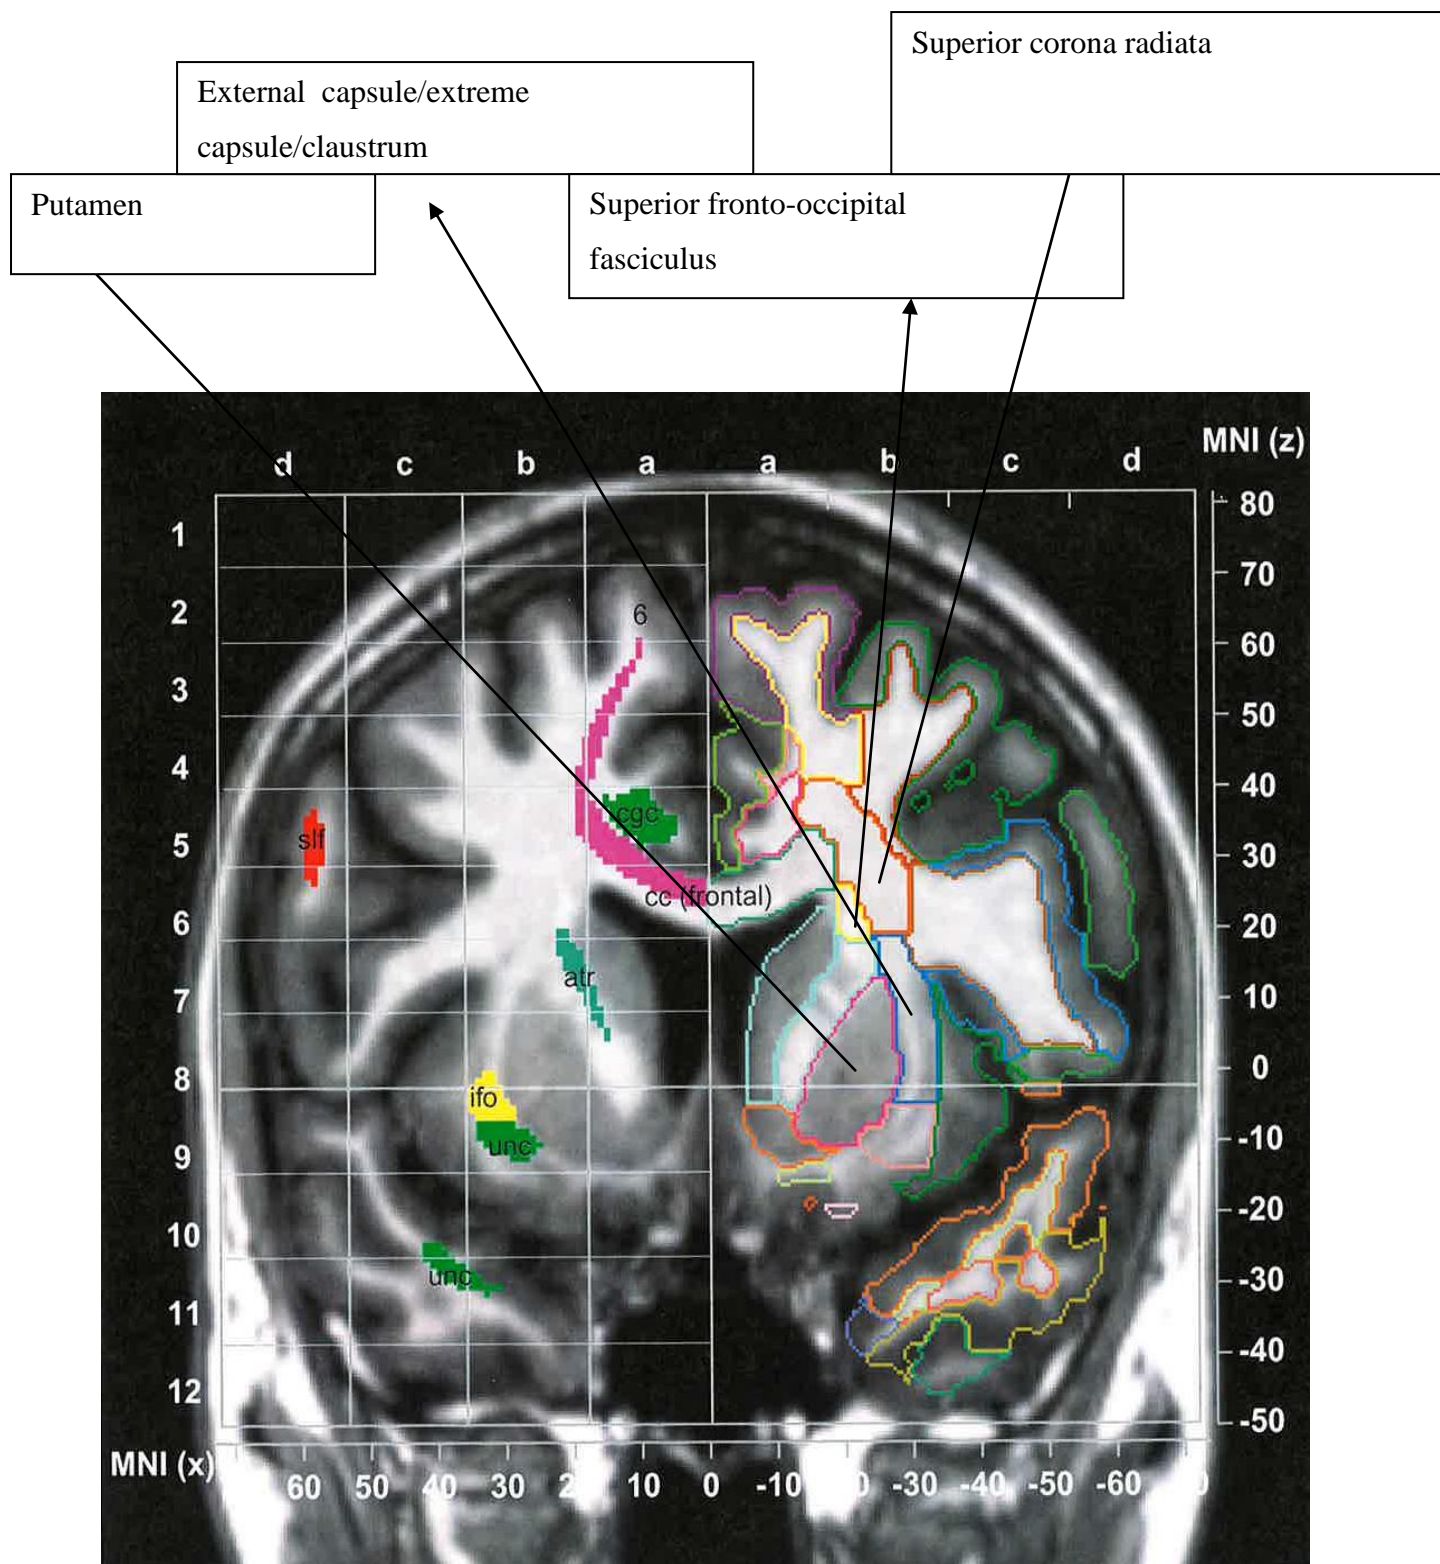 Superior corona radiata
External capsule/extreme
capsule/claustrum
Putamen
Superior fronto-occipital
fasciculus
MNI (z)
d c b a a b c d
80
1
70
2
6
60
3
50
4
40
cgc
slf
5
30
cc (frontal)
6
20
atr
7
10
0
8
ifo
unc
-10
9
-20
10
unc
-30
11
-40
12
-50
MNI (x)
60 50 40 30 10 0 -10 -30 -40 -50 -60